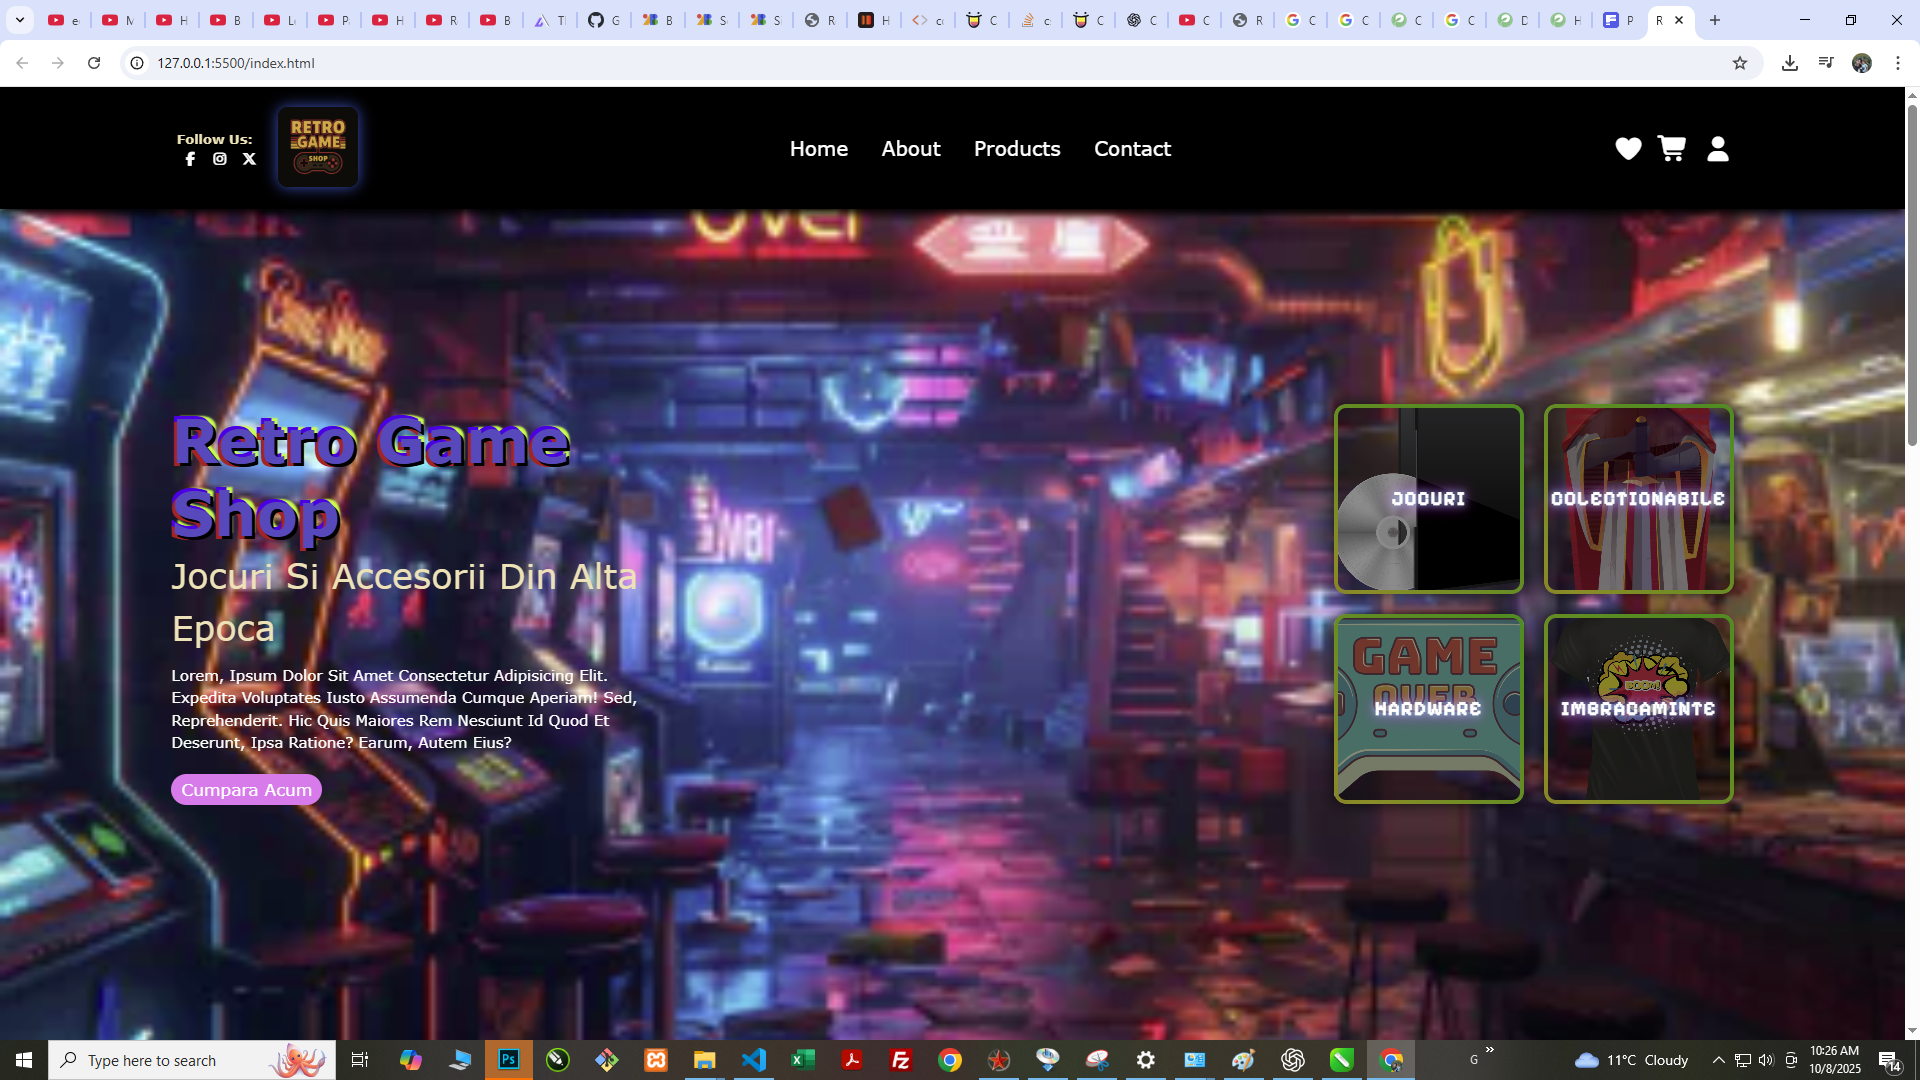 127.0.0.1:5500/index.html
Follow Us:
RETRO
GAME
SHOP
Home
About
Products
Contact
Retro Game
Shop
Jocuri Si Accesorii Din Alta
Epoca
Lorem, Ipsum Dolor Sit Amet Consectetur Adipisicing Elit.
Expedita Voluptates Iusto Assumenda Cumque Aperiam! Sed,
Reprehenderit. Hic Quis Maiores Rem Nesciunt Id Quod Et
Deserunt, Ipsa Ratione? Earum, Autem Eius?
Cumpara Acum
JOCURI
COLECTIONABILE
GAME
OVER
HARDWARE
BOOM!
IMBRACAMINTE
Type here to search
G
11°C Cloudy
10:26 AM
10/8/2025
14